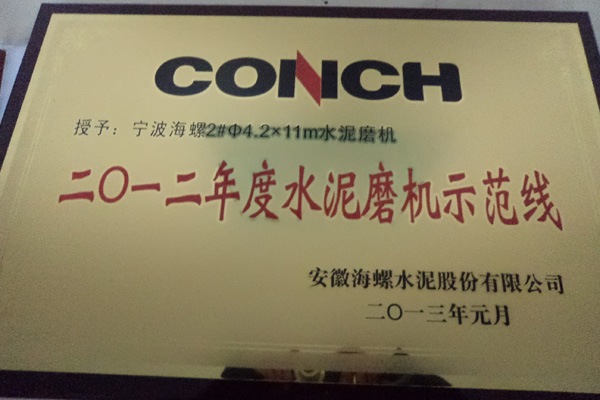 CONCH
授予：宁波海螺2#Φ4.2×11m水泥磨机
二〇一二年度水泥磨机示范线
安徽海螺水泥股份有限公司
二〇一三年元月